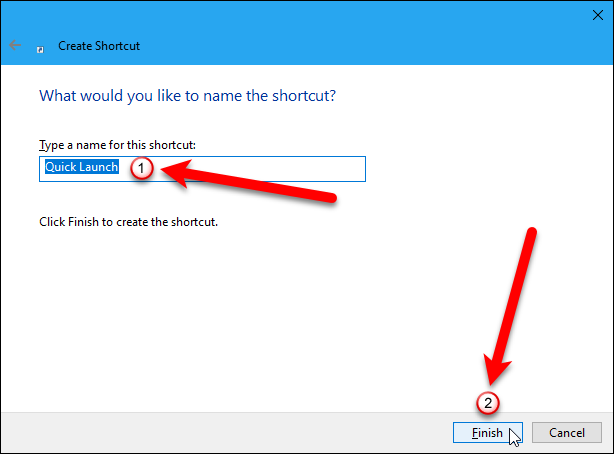 Create Shortcut
What would you like to name the shortcut?
Type a name for this shortcut:
Quick Launch 1
Click Finish to create the shortcut.
2
Finish Cancel